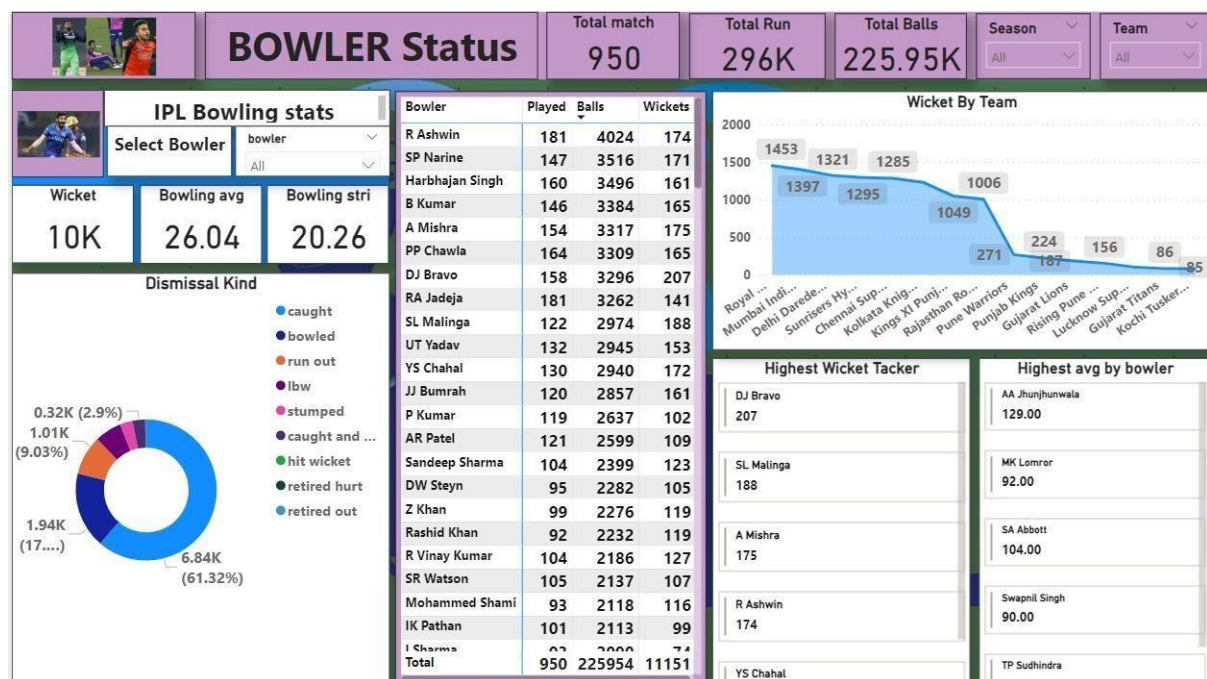 BOWLER Status
Total match
950
Total Run
296K
Total Balls
225.95K
Season
All
Team
All
IPL Bowling stats
Select Bowler
bowler
All
Wicket
10K
Bowling avg
26.04
Bowling stri
20.26
Dismissal Kind
caught
bowled
run out
lbw
stumped
caught and ...
hit wicket
retired hurt
retired out
0.32K (2.9%)
1.01K
(9.03%)
1.94K
(17....)
6.84K
(61.32%)
Bowler Played Balls Wickets
R Ashwin 181 4024 174
SP Narine 147 3516 171
Harbhajan Singh 160 3496 161
B Kumar 146 3384 165
A Mishra 154 3317 175
PP Chawla 164 3309 165
DJ Bravo 158 3296 207
RA Jadeja 181 3262 141
SL Malinga 122 2974 188
UT Yadav 132 2945 153
YS Chahal 130 2940 172
JJ Bumrah 120 2857 161
P Kumar 119 2637 102
AR Patel 121 2599 109
Sandeep Sharma 104 2399 123
DW Steyn 95 2282 105
Z Khan 99 2276 119
Rashid Khan 92 2232 119
R Vinay Kumar 104 2186 127
SR Watson 105 2137 107
Mohammed Shami 93 2118 116
IK Pathan 101 2113 99
I Sharma
Total 950 225954 11151
Wicket By Team
2000
1500
1000
500
0
1453
1397
1321
1295
1285
1049
1006
271
224
187
156
86
85
Royal ...
Mumbai Indi...
Delhi Darede...
Sunrisers Hy...
Chennai Sup...
Kolkata Knig...
Kings XI Punj...
Rajasthan Ro...
Pune Warriors
Punjab Kings
Gujarat Lions
Rising Pune ...
Lucknow Sup...
Gujarat Titans
Kochi Tusker...
Highest Wicket Tacker
DJ Bravo
207
SL Malinga
188
A Mishra
175
R Ashwin
174
YS Chahal
Highest avg by bowler
AA Jhunjhunwala
129.00
MK Lomror
92.00
SA Abbott
104.00
Swapnil Singh
90.00
TP Sudhindra